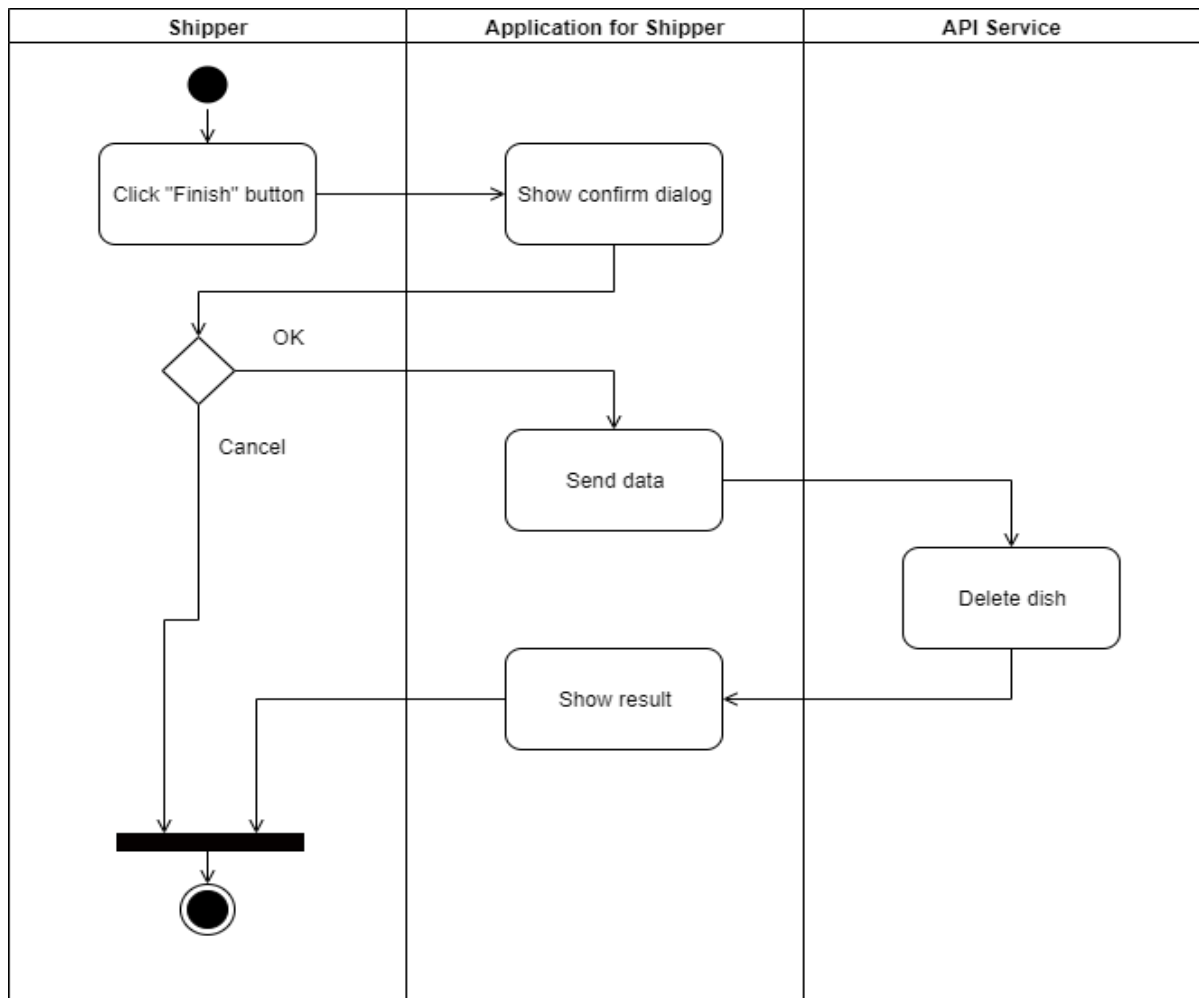 Shipper
Application for Shipper
API Service
Click "Finish" button
Show confirm dialog
OK
Cancel
Send data
Delete dish
Show result